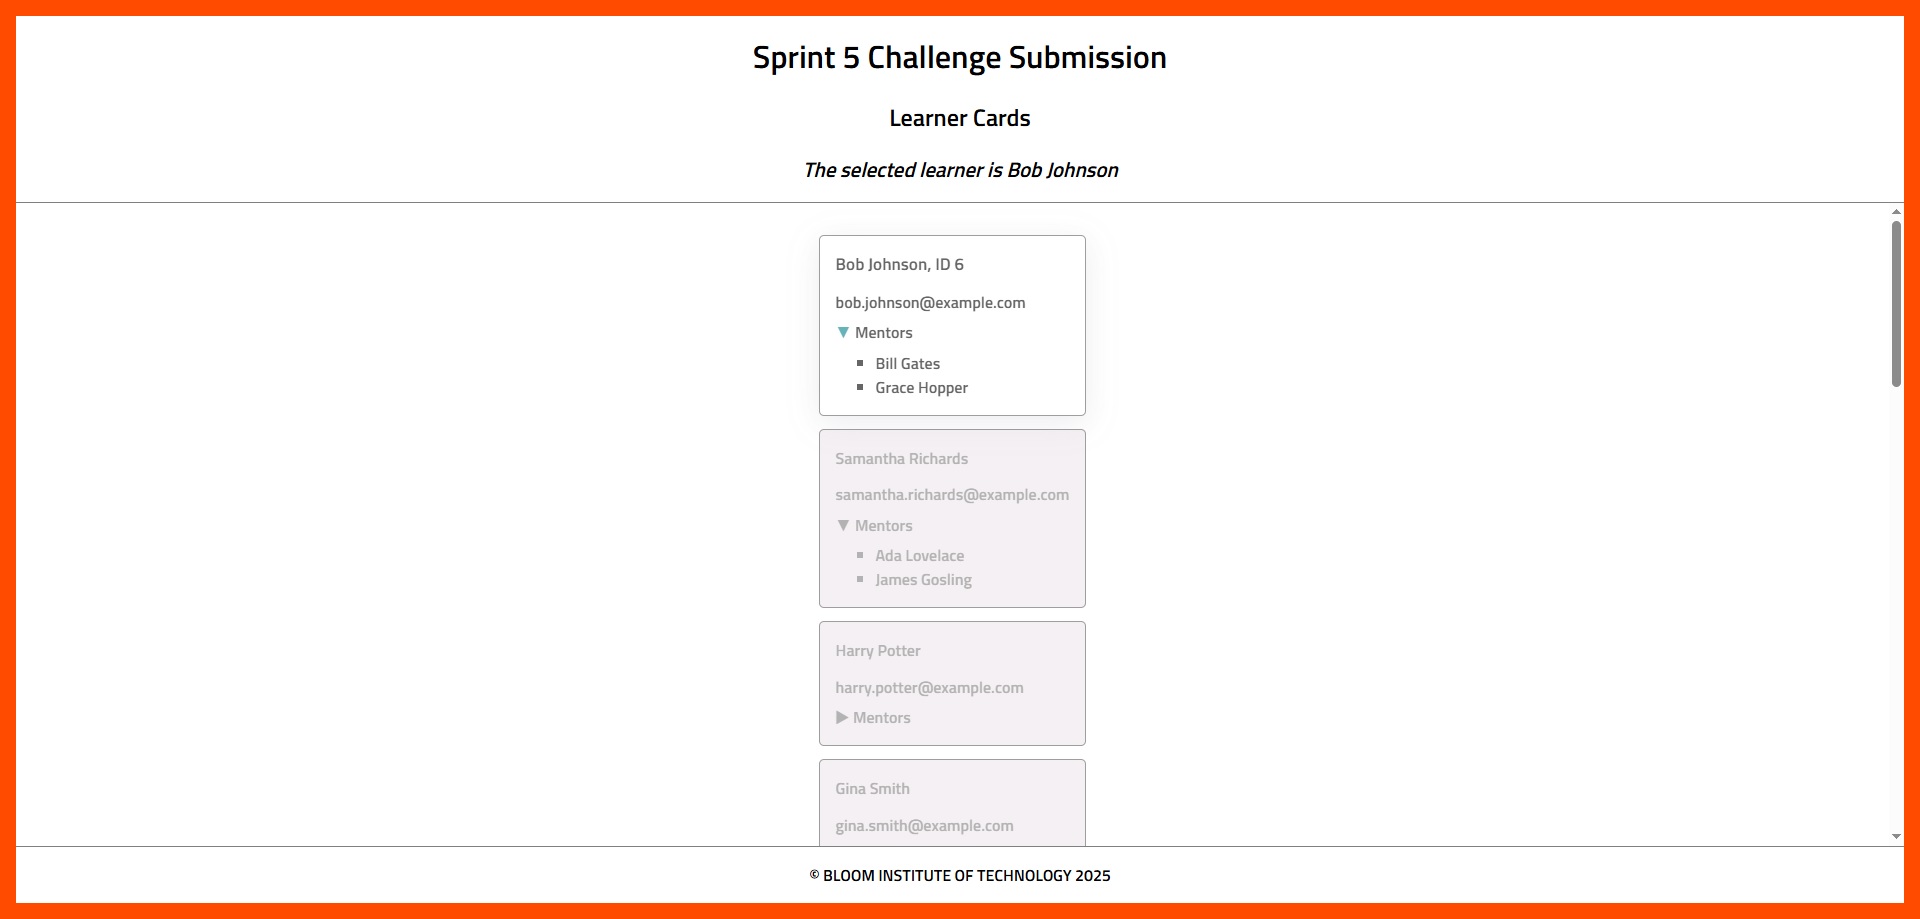 Sprint 5 Challenge Submission
Learner Cards
The selected learner is Bob Johnson
Bob Johnson, ID 6
bob.johnson@example.com
▼ Mentors
▪ Bill Gates
▪ Grace Hopper
Samantha Richards
samantha.richards@example.com
▼ Mentors
▪ Ada Lovelace
▪ James Gosling
Harry Potter
harry.potter@example.com
▶ Mentors
Gina Smith
gina.smith@example.com
© BLOOM INSTITUTE OF TECHNOLOGY 2025